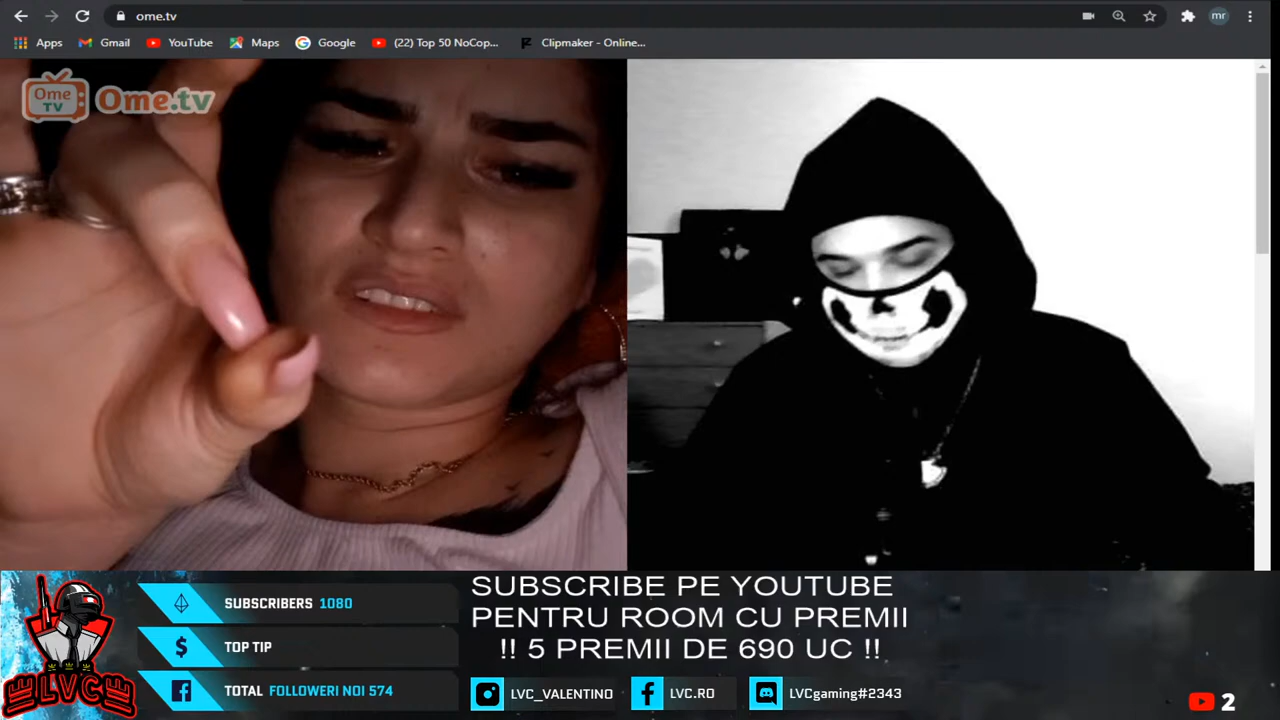 ome.tv
mr
Apps
Gmail
YouTube
Maps
Google
(22) Top 50 NoCop...
Clipmaker - Online...
Ome TV
Ome.tv
SUBSCRIBERS 1080
TOP TIP
TOTAL FOLLOWERI NOI 574
LVC
SUBSCRIBE PE YOUTUBE
PENTRU ROOM CU PREMII
!! 5 PREMII DE 690 UC !!
LVC_VALENTINO
LVC.RO
LVCgaming#2343
2